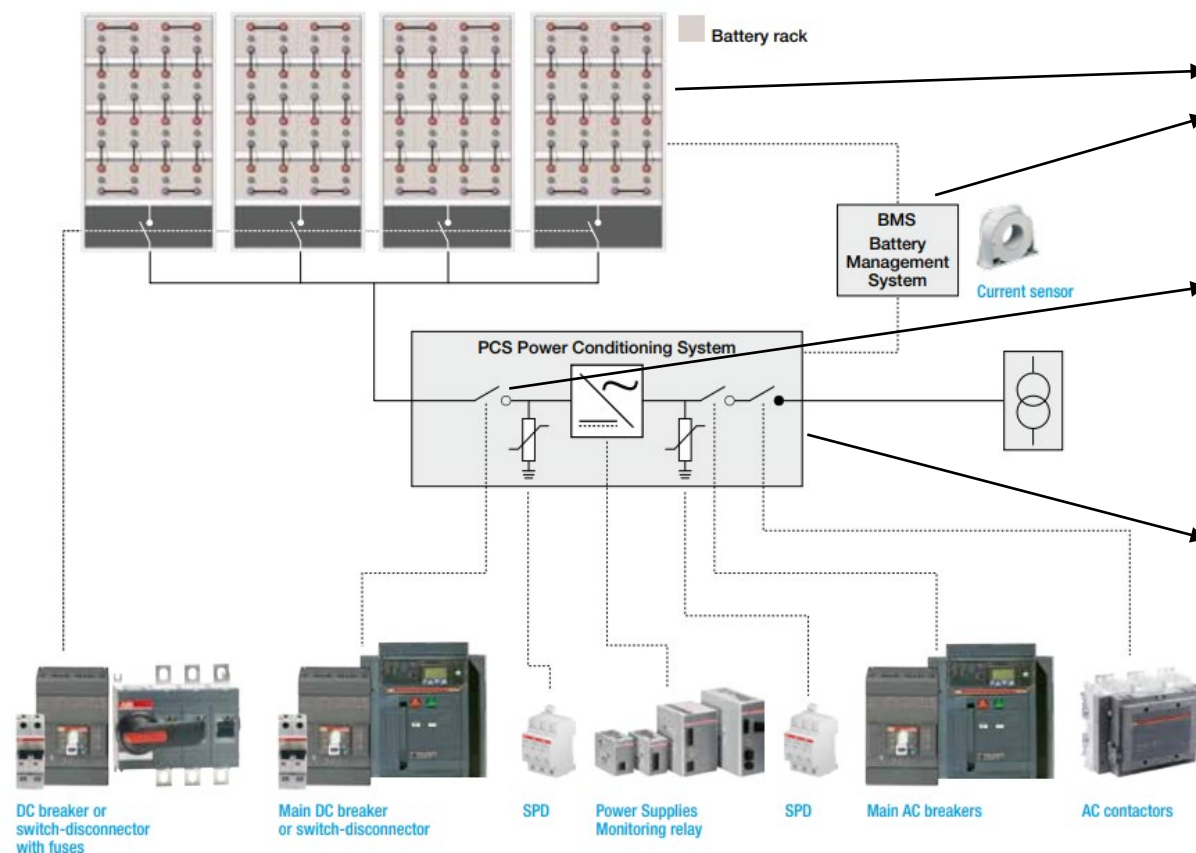 Battery rack
BMS
Battery
Management
System
Current sensor
PCS Power Conditioning System
DC breaker or
switch-disconnector
with fuses
Main DC breaker
or switch-disconnector
SPD
Power Supplies
Monitoring relay
SPD
Main AC breakers
AC contactors